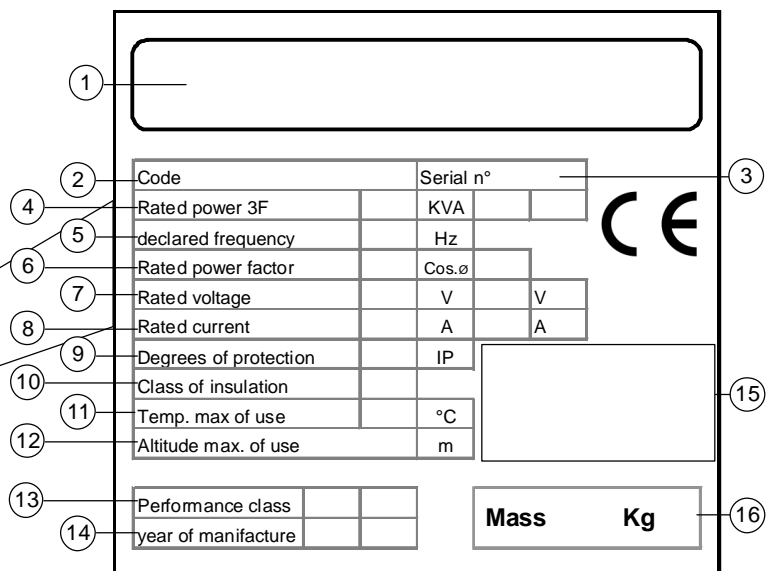 1
2 Code Serial n° 3
4 Rated power 3F KVA
CE
5 declared frequency Hz
6 Rated power factor Cos.ø
7 Rated voltage V V
8 Rated current A A
9 Degrees of protection IP
10 Class of insulation
15
11 Temp. max of use °C
12 Altitude max. of use m
13 Performance class
Mass Kg 16
14 year of manifacture